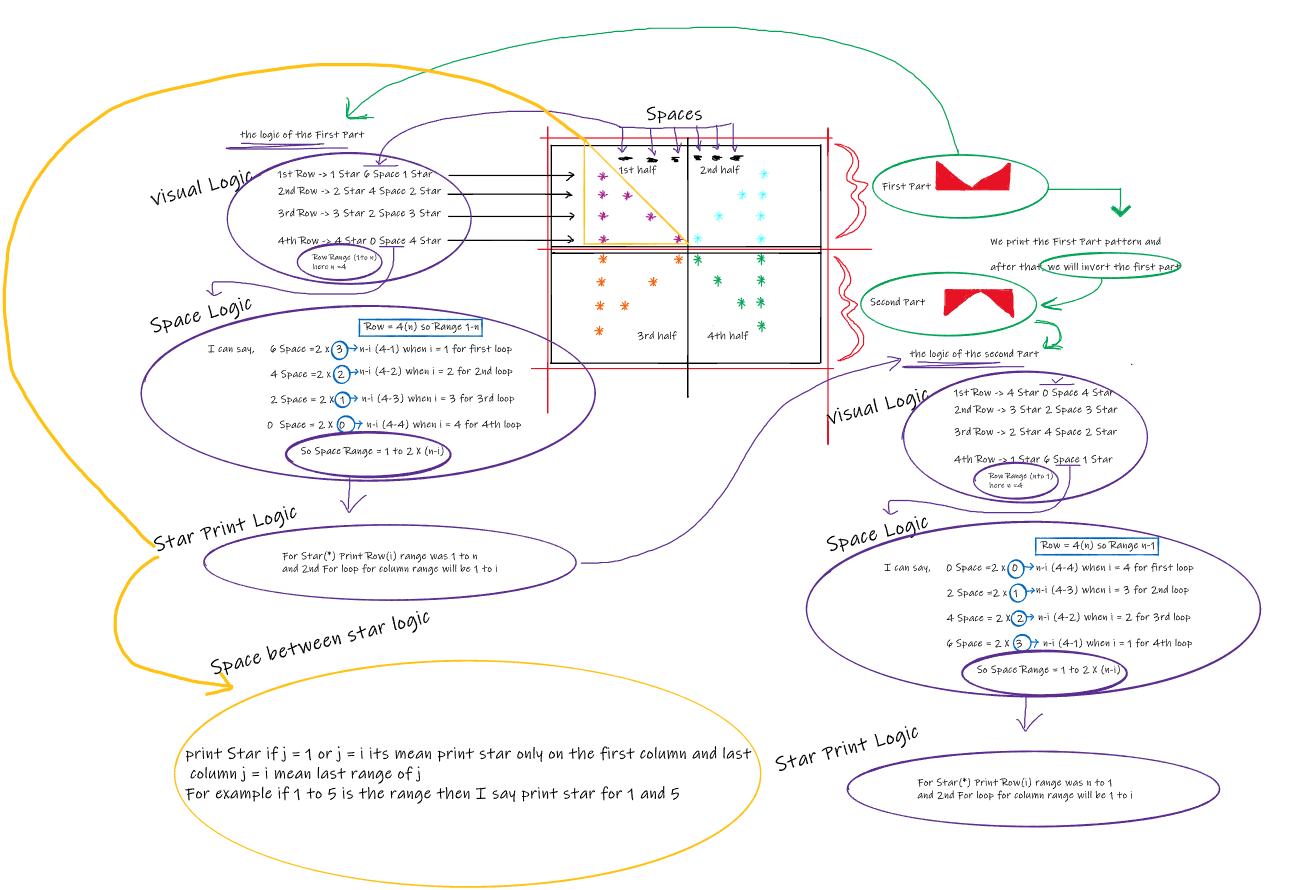 Spaces
the logic of the First Part
Visual Logic
1st Row -> 1 Star 6 Space 1 Star
2nd Row -> 2 Star 4 Space 2 Star
3rd Row -> 3 Star 2 Space 3 Star
4th Row -> 4 Star 0 Space 4 Star
Row Range (1 to n)
here n =4
1st half
2nd half
3rd half
4th half
First Part
We print the First Part pattern and
after that, we will invert the first part
Second Part
Space Logic
Row = 4(n) so Range 1-n
I can say, 6 Space =2 x 3 n-i (4-1) when i = 1 for first loop
4 Space =2 x 2 n-i (4-2) when i = 2 for 2nd loop
2 Space = 2 x 1 n-i (4-3) when i = 3 for 3rd loop
0 Space = 2 X 0 n-i (4-4) when i = 4 for 4th loop
So Space Range = 1 to 2 X (n-i)
Star Print Logic
For Star(*) Print Row(i) range was 1 to n
and 2nd For loop for column range will be 1 to i
Space between star logic
print Star if j = 1 or j = i its mean print star only on the first column and last
column j = i mean last range of j
For example if 1 to 5 is the range then I say print star for 1 and 5
the logic of the second Part
Visual Logic
1st Row -> 4 Star 0 Space 4 Star
2nd Row -> 3 Star 2 Space 3 Star
3rd Row -> 2 Star 4 Space 2 Star
4th Row -> 1 Star 6 Space 1 Star
Row Range (n to 1)
here n =4
Space Logic
Row = 4(n) so Range n-1
I can say, 0 Space =2 x 0 n-i (4-4) when i = 4 for first loop
2 Space =2 x 1 n-i (4-3) when i = 3 for 2nd loop
4 Space = 2 X 2 n-i (4-2) when i = 2 for 3rd loop
6 Space = 2 X 3 n-i (4-1) when i = 1 for 4th loop
So Space Range = 1 to 2 X (n-i)
Star Print Logic
For Star(*) Print Row(i) range was n to 1
and 2nd For loop for column range will be 1 to i